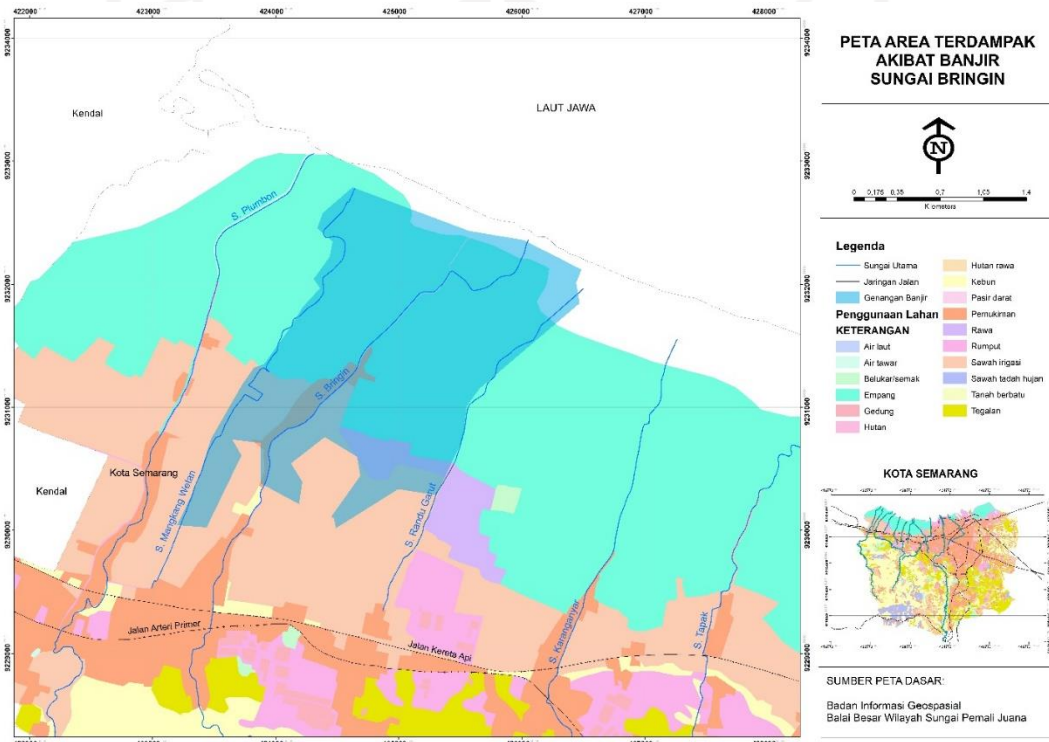 422000 423000 424000 425000 426000 427000 428000
9234000
9233000
9232000
9231000
9230000
9229000
Kendal
LAUT JAWA
S. Plumbon
S. Bringin
Kota Semarang
Kendal
S. Mangkang Wetan
S. Randu Garut
S. Karanganyar
S. Tapak
Jalan Arteri Primer
Jalan Kereta Api
PETA AREA TERDAMPAK
AKIBAT BANJIR
SUNGAI BRINGIN
N
0 0,175 0,35 0,7 1,05 1,4
Kilometers
Legenda
Sungai Utama
Jaringan Jalan
Genangan Banjir
Penggunaan Lahan
KETERANGAN
Air laut
Air tawar
Belukar/semak
Empang
Gedung
Hutan
Hutan rawa
Kebun
Pasir darat
Pemukiman
Rawa
Rumput
Sawah irigasi
Sawah tadah hujan
Tanah berbatu
Tegalan
KOTA SEMARANG
SUMBER PETA DASAR:
Badan Informasi Geospasial
Balai Besar Wilayah Sungai Pemali Juana